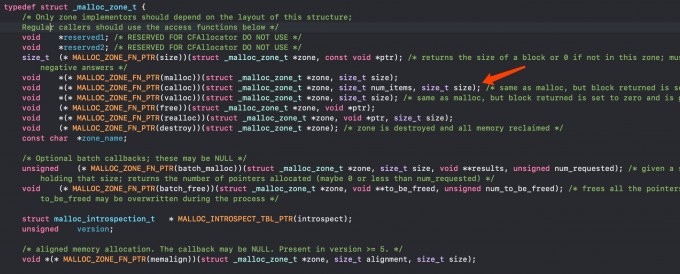 typedef struct _malloc_zone_t {
/* Only zone implementors should depend on the layout of this structure;
Regular callers should use the access functions below */
void *reserved1; /* RESERVED FOR CFAllocator DO NOT USE */
void *reserved2; /* RESERVED FOR CFAllocator DO NOT USE */
size_t (* MALLOC_ZONE_FN_PTR(size))(struct _malloc_zone_t *zone, const void *ptr); /* returns the size of a block or 0 if not in this zone; mus
negative answers */
void *(* MALLOC_ZONE_FN_PTR(malloc))(struct _malloc_zone_t *zone, size_t size);
void *(* MALLOC_ZONE_FN_PTR(calloc))(struct _malloc_zone_t *zone, size_t num_items, size_t size); /* same as malloc, but block returned is se
void *(* MALLOC_ZONE_FN_PTR(valloc))(struct _malloc_zone_t *zone, size_t size); /* same as malloc, but block returned is set to zero and is g
void (* MALLOC_ZONE_FN_PTR(free))(struct _malloc_zone_t *zone, void *ptr);
void *(* MALLOC_ZONE_FN_PTR(realloc))(struct _malloc_zone_t *zone, void *ptr, size_t size);
void (* MALLOC_ZONE_FN_PTR(destroy))(struct _malloc_zone_t *zone); /* zone is destroyed and all memory reclaimed */
const char *zone_name;
/* Optional batch callbacks; these may be NULL */
unsigned (* MALLOC_ZONE_FN_PTR(batch_malloc))(struct _malloc_zone_t *zone, size_t size, void **results, unsigned num_requested); /* given a s
holding that size; returns the number of pointers allocated (maybe 0 or less than num_requested) */
void (* MALLOC_ZONE_FN_PTR(batch_free))(struct _malloc_zone_t *zone, void **to_be_freed, unsigned num_to_be_freed); /* frees all the pointers
to_be_freed may be overwritten during the process */
struct malloc_introspection_t * MALLOC_INTROSPECT_TBL_PTR(introspect);
unsigned version;
/* aligned memory allocation. The callback may be NULL. Present in version >= 5. */
void *(* MALLOC_ZONE_FN_PTR(memalign))(struct _malloc_zone_t *zone, size_t alignment, size_t size);